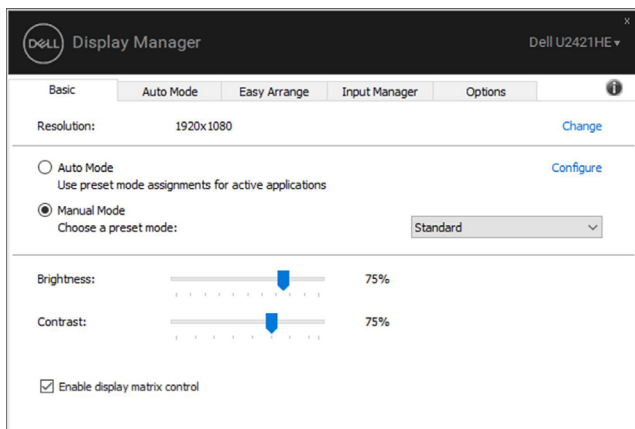 DELL Display Manager
x
Dell U2421HE
Basic Auto Mode Easy Arrange Input Manager Options
Resolution: 1920x1080 Change
Auto Mode Configure
Use preset mode assignments for active applications
Manual Mode
Choose a preset mode: Standard
Brightness: 75%
Contrast: 75%
Enable display matrix control